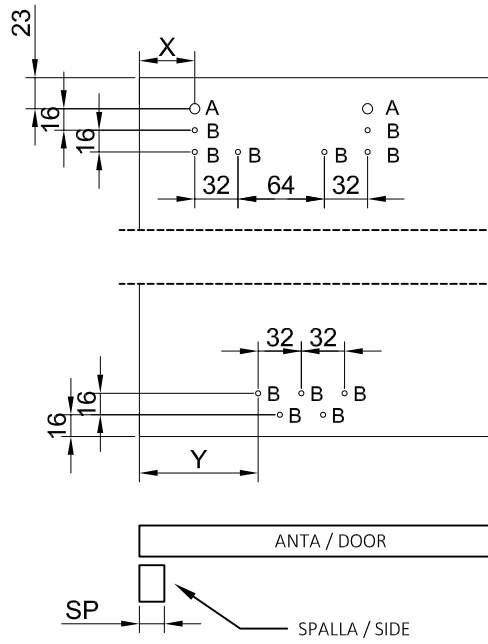 23
X
A A
16
B B
16
B B B B
32 64 32
32 32
B B B
16
B B
16
Y
ANTA / DOOR
SP
SPALLA / SIDE